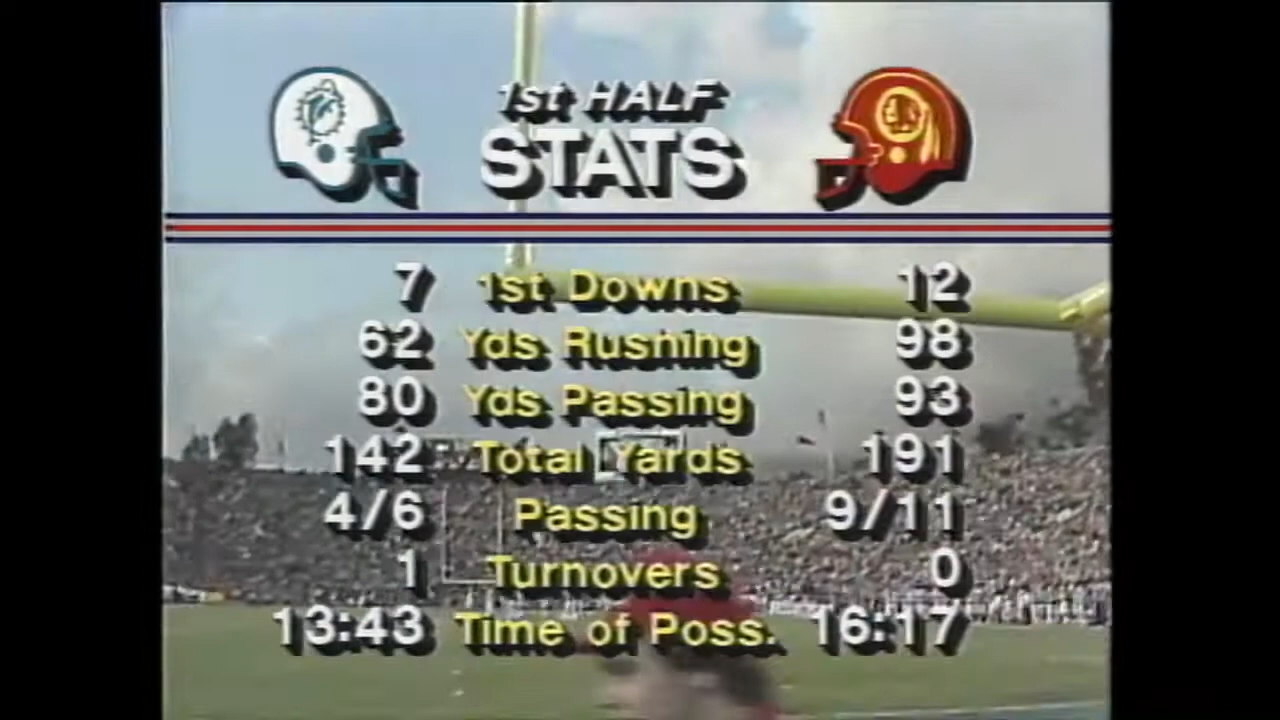 1st HALF
STATS
7 1st Downs 12
62 Yds Rushing 98
80 Yds Passing 93
142 Total Yards 191
4/6 Passing 9/11
1 Turnovers 0
13:43 Time of Poss. 16:17